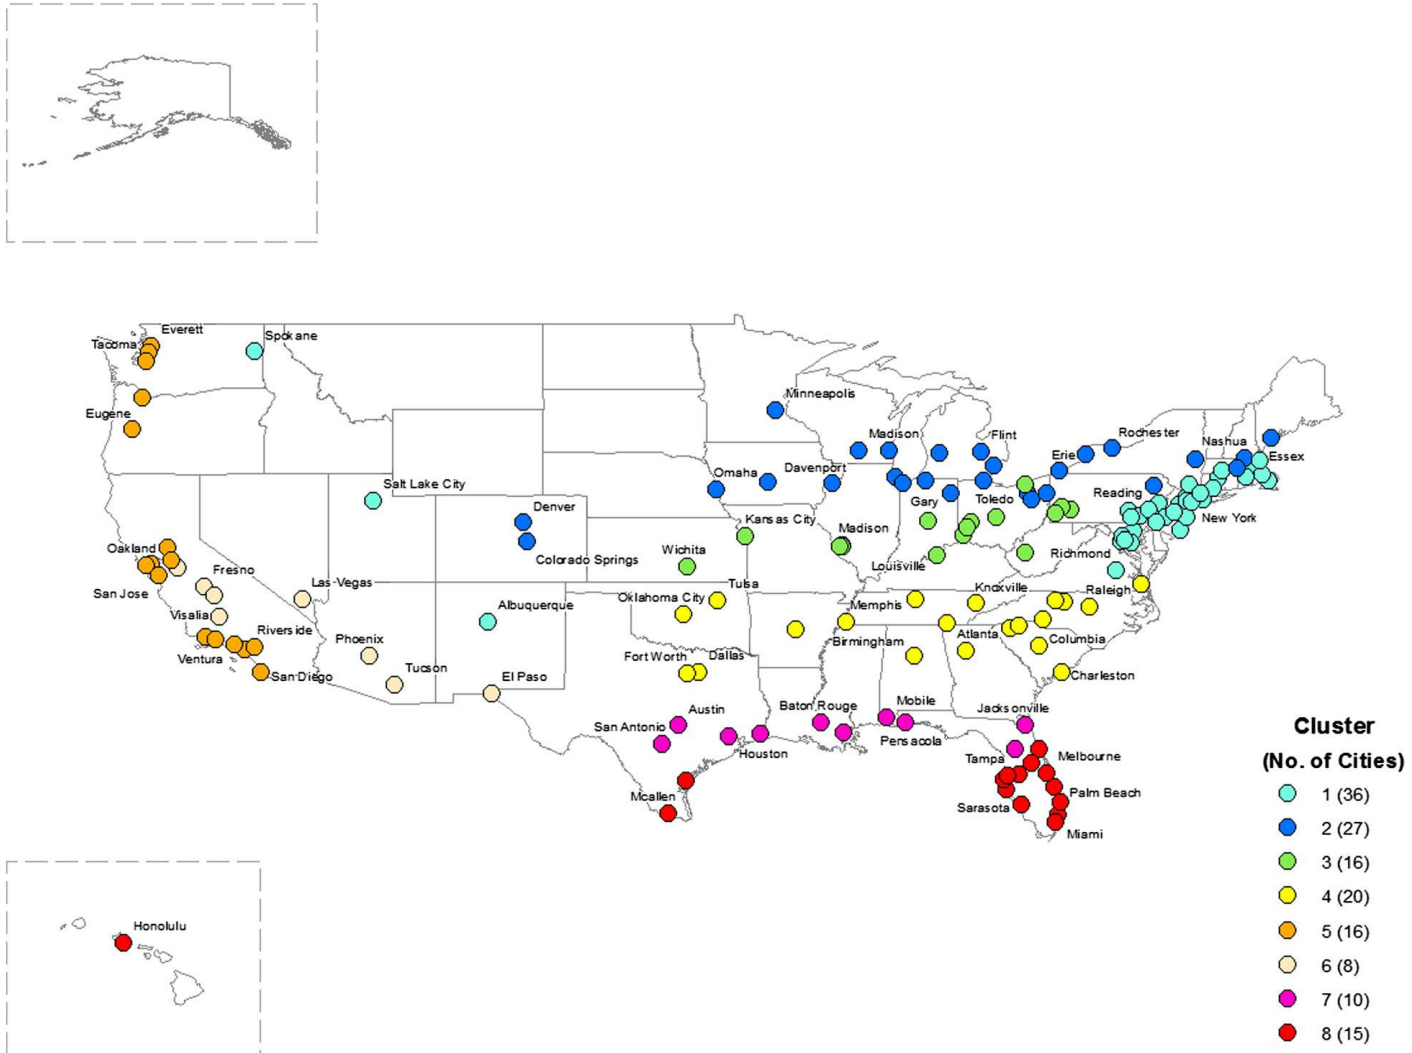 Everett
Tacoma
Spokane
Eugene
Minneapolis
Madison
Flint
Rochester
Nashua
Erie
Essex
Omaha
Davenport
Salt Lake City
Gary
Toledo
Reading
Denver
Kansas City
New York
Madison
Oakland
Colorado Springs
Wichita
Richmond
Louisville
San Jose
Fresno
Las Vegas
Tulsa
Knoxville
Raleigh
Oklahoma City
Albuquerque
Memphis
Visalia
Riverside
Phoenix
Birmingham
Atlanta
Columbia
Ventura
Fort Worth
Dallas
Tucson
El Paso
San Diego
Charleston
Austin
Baton Rouge
Mobile
Jacksonville
San Antonio
Pensacola
Houston
Tampa
Melbourne
Mcallen
Sarasota
Palm Beach
Miami
Honolulu
Cluster
(No. of Cities)
1 (36)
2 (27)
3 (16)
4 (20)
5 (16)
6 (8)
7 (10)
8 (15)